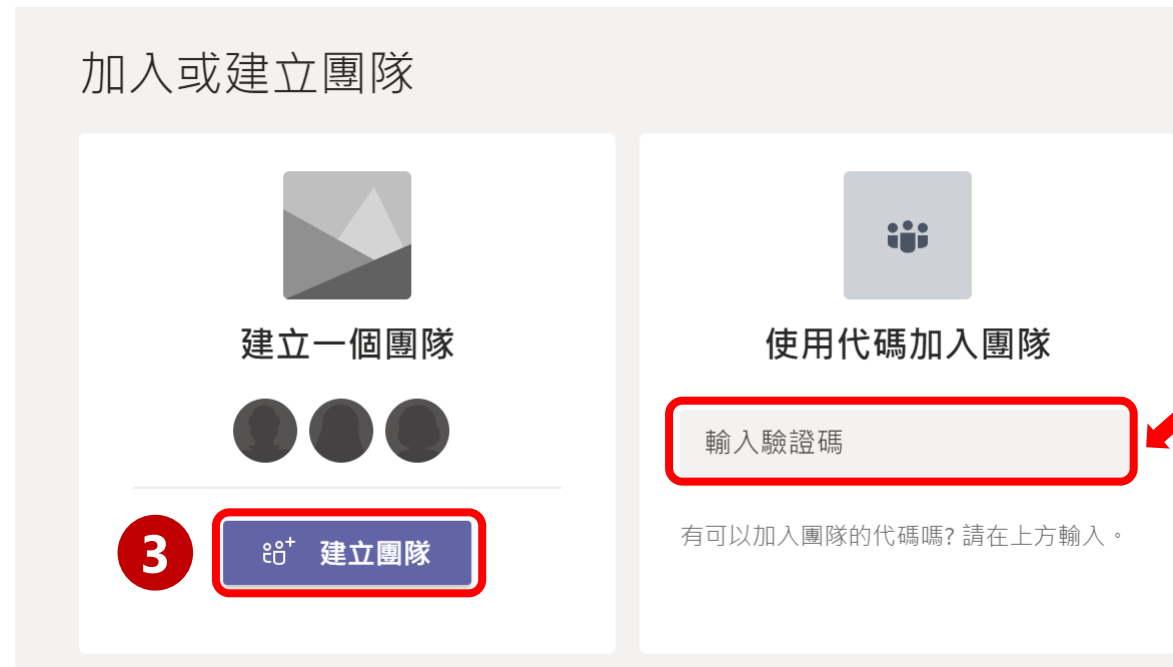 加入或建立團隊
建立一個團隊
3
建立團隊
使用代碼加入團隊
輸入驗證碼
有可以加入團隊的代碼嗎? 請在上方輸入。